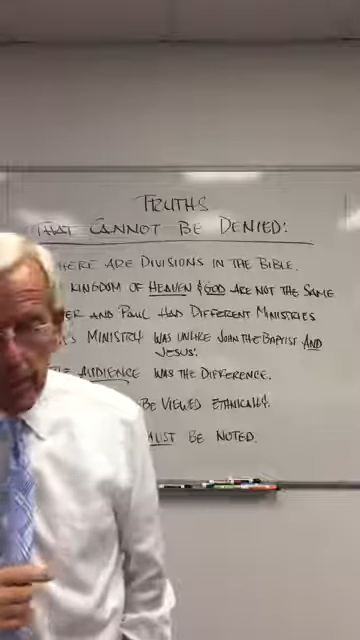 TRUTHS
THAT CANNOT BE DENIED:
HERE ARE DIVISIONS IN THE BIBLE.
KINGDOM OF HEAVEN & GOD ARE NOT THE SAME
ER AND PAUL HAD DIFFERENT MINISTRIES
'S MINISTRY WAS UNLIKE JOHN THE BAPTIST AND
JESUS'.
AUDIENCE WAS THE DIFFERENCE.
BE VIEWED ETHNICALLY.
MUST BE NOTED.